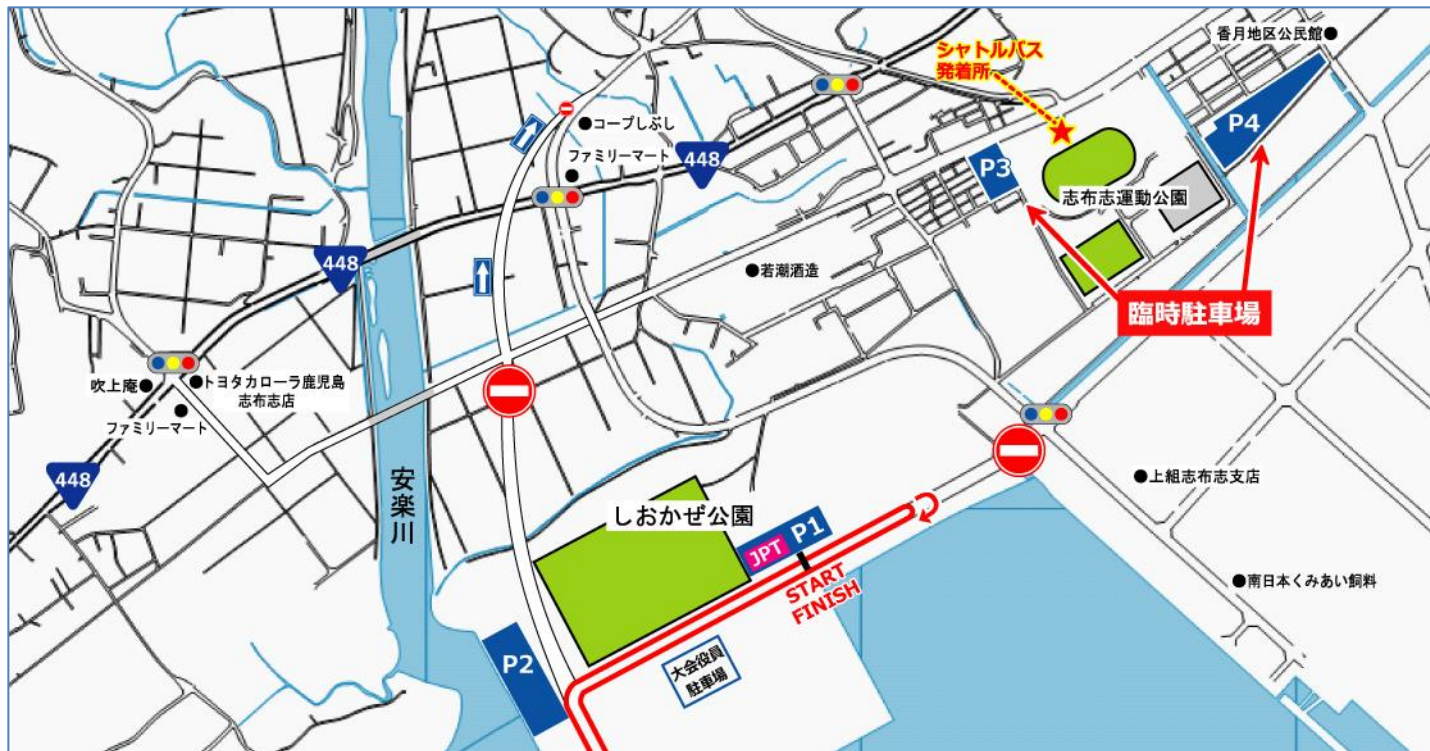 香月地区公民館
シャトルバス
発着所
コープしぶし
ファミリーマート
448
P3
P4
志布志運動公園
448
若潮酒造
臨時駐車場
吹上庵
トヨタカローラ鹿児島
志布志店
ファミリーマート
448
安楽川
上組志布志支店
しおかぜ公園
JPT
P1
START
FINISH
南日本くみあい飼料
P2
大会役員
駐車場